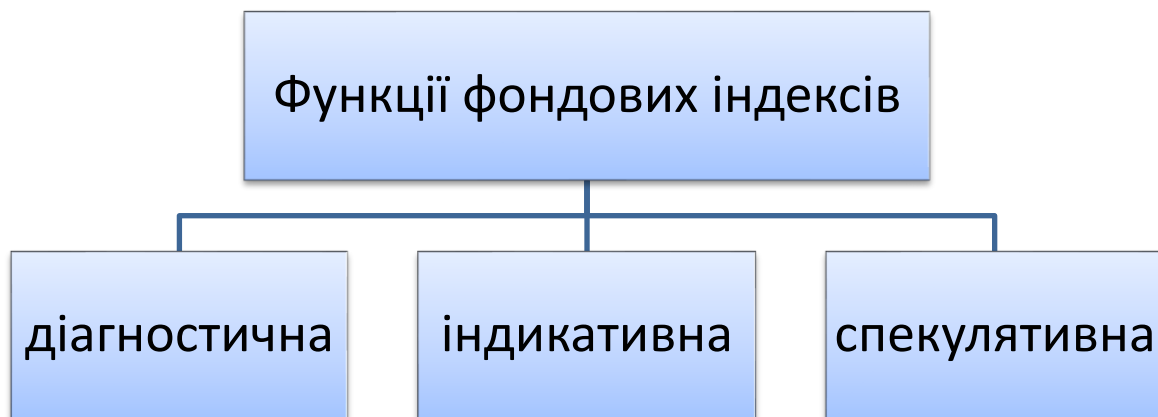 Функції фондових індексів
діагностична
індикативна
спекулятивна